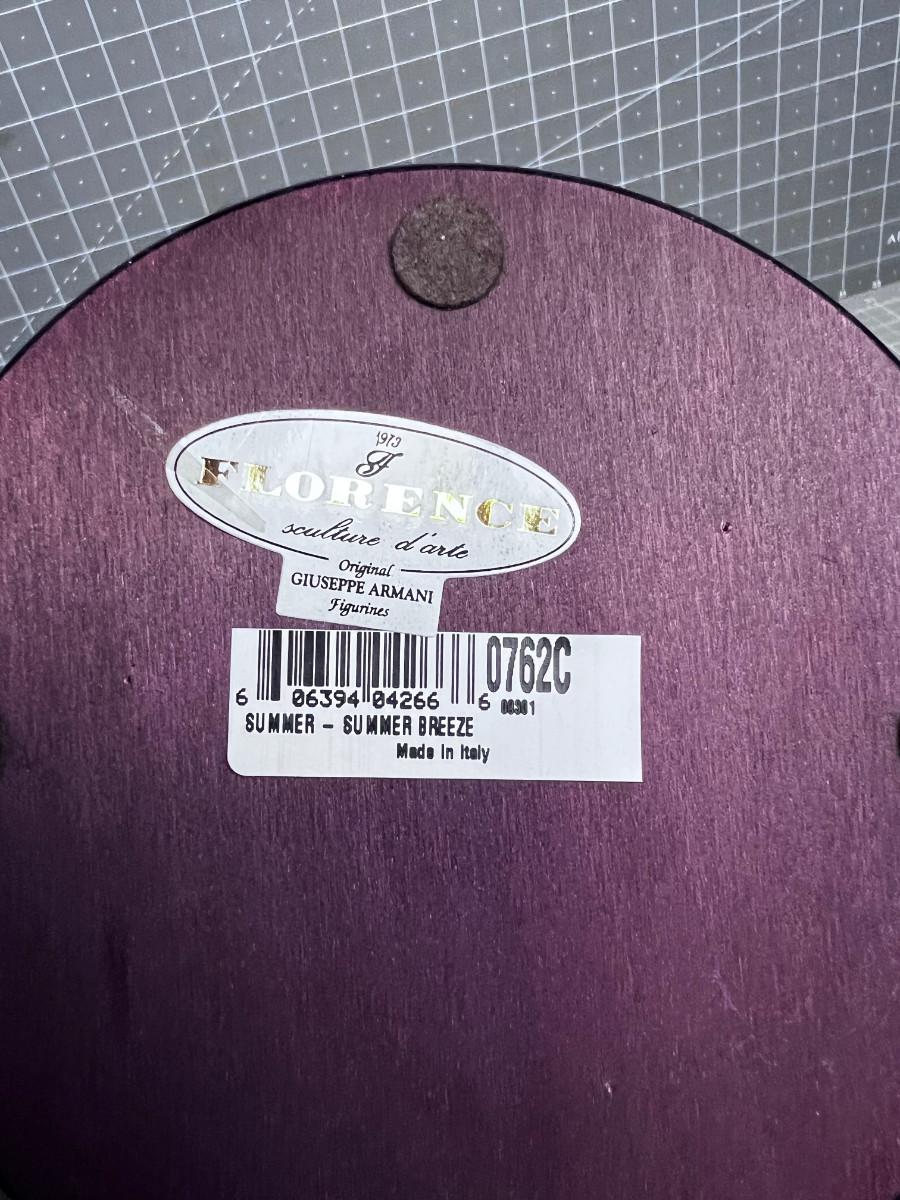 1973
FLORENCE
sculture d'arte
Original
GIUSEPPE ARMANI
Figurines
0762C
6 06394 04266 6
SUMMER - SUMMER BREEZE
Made in Italy